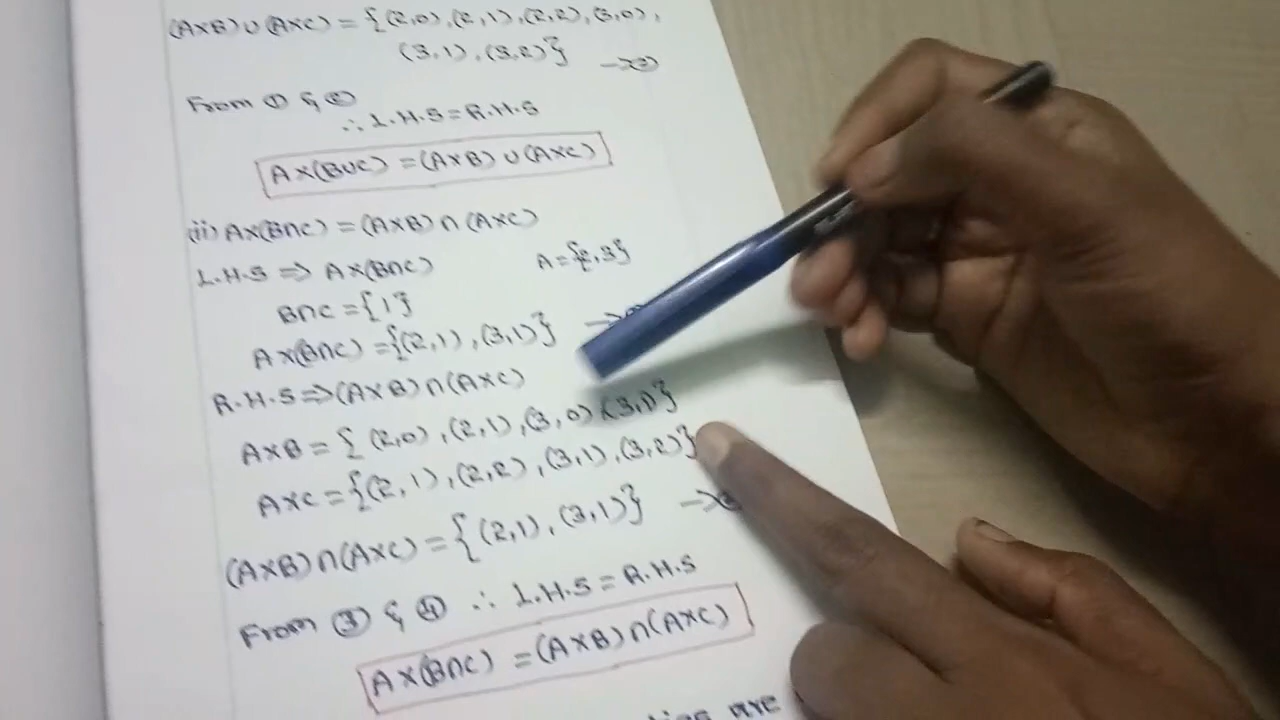 (A×B)∪(A×C) = {(2,0),(2,1),(2,2),(3,0),
(3,1),(3,2)} →②
From ① & ②
∴ L.H.S = R.H.S
A×(B∪C) = (A×B)∪(A×C)
(ii) A×(B∩C) = (A×B)∩(A×C)
L.H.S ⇒ A×(B∩C) A={2,3}
B∩C = {1}
A×(B∩C) = {(2,1),(3,1)} →
R.H.S ⇒ (A×B)∩(A×C)
A×B = {(2,0),(2,1),(3,0),(3,1)}
A×C = {(2,1),(2,2),(3,1),(3,2)}
(A×B)∩(A×C) = {(2,1),(3,1)} →
From ③ & ④ ∴ L.H.S = R.H.S
A×(B∩C) = (A×B)∩(A×C)
are